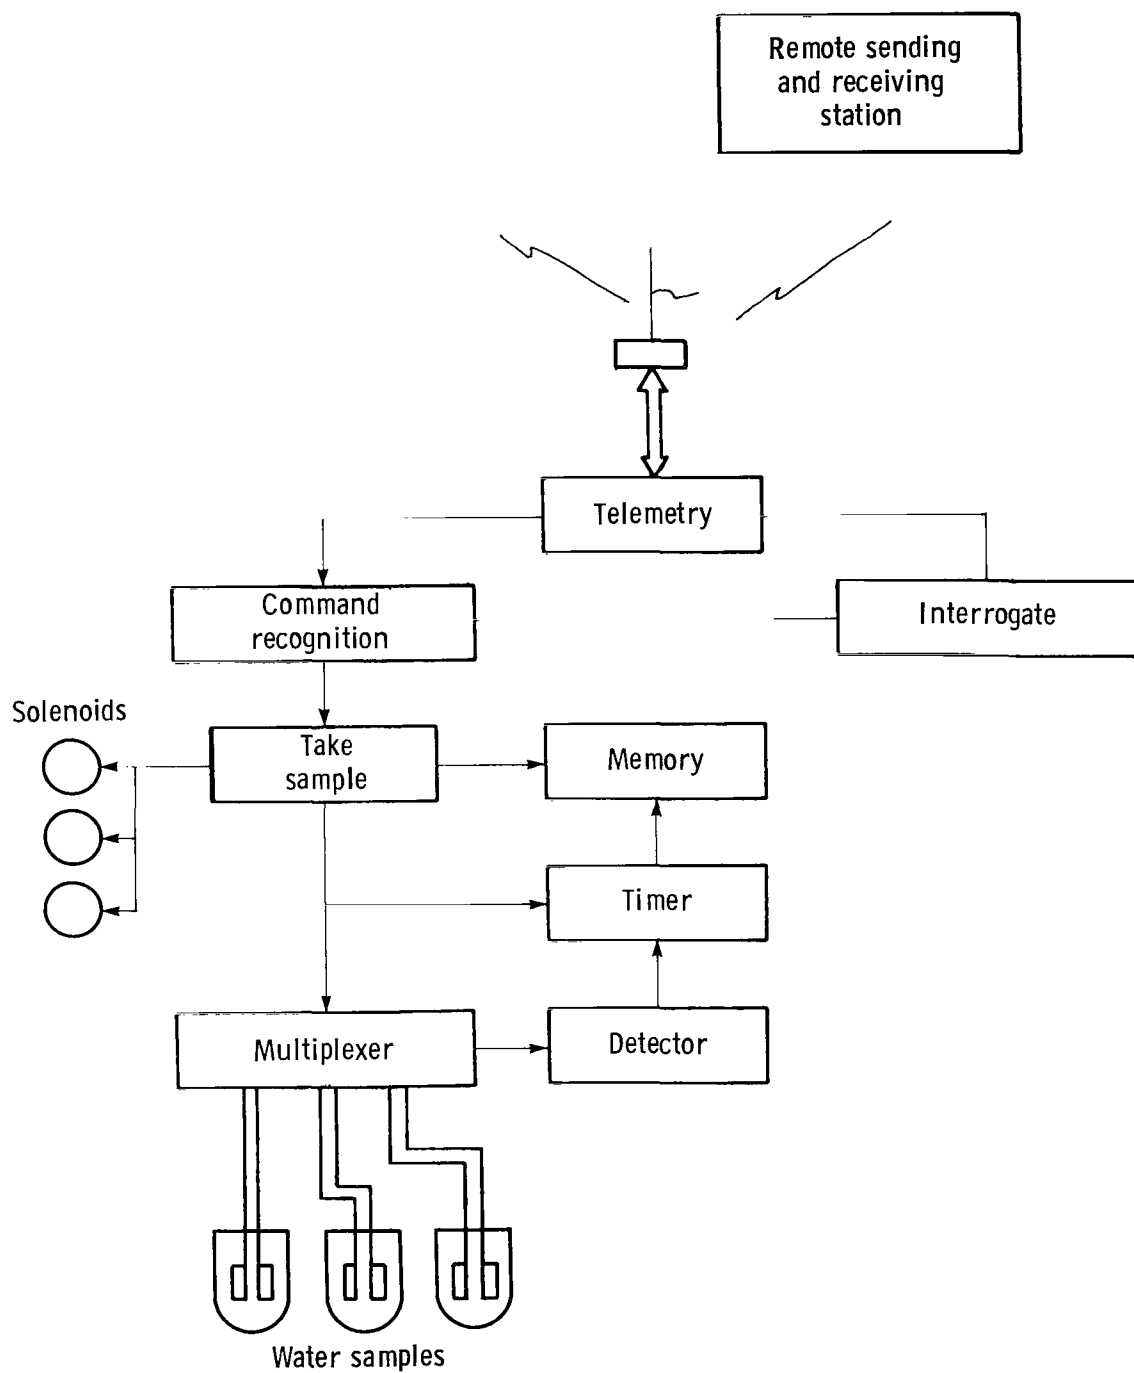 Remote sending
and receiving
station
Telemetry
Command
recognition
Interrogate
Solenoids
Take
sample
Memory
Timer
Multiplexer
Detector
Water samples